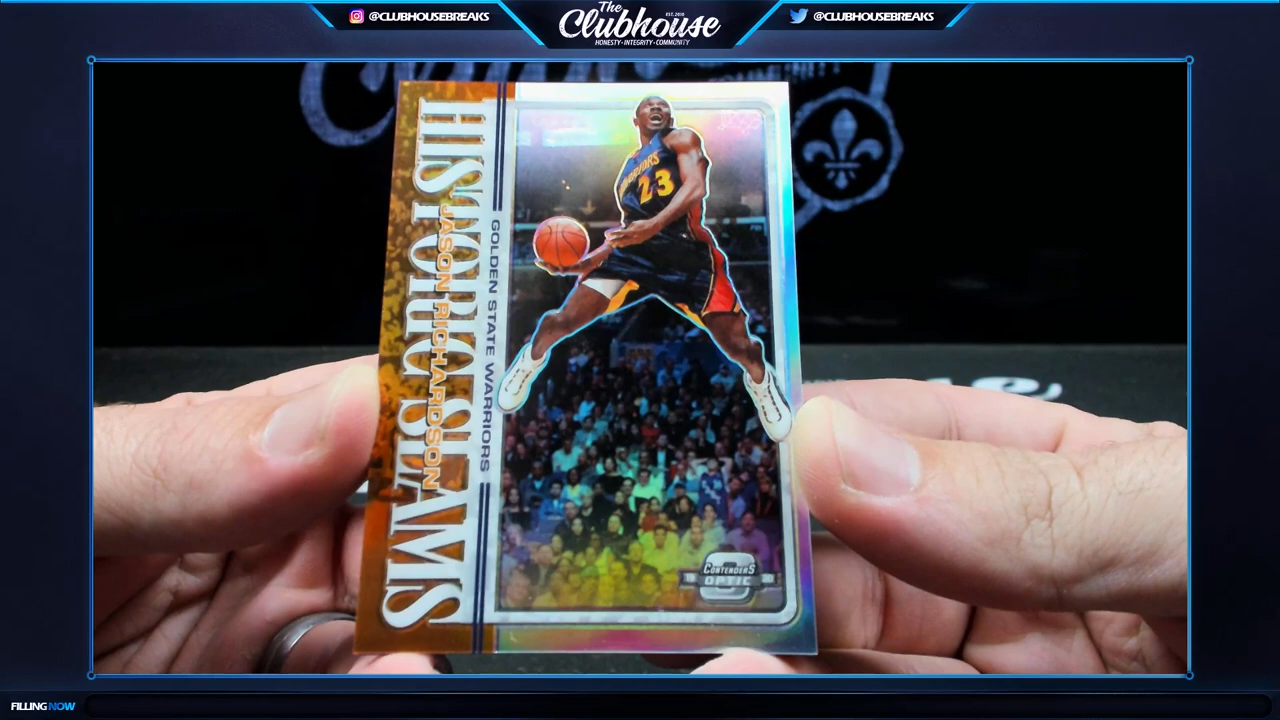 @CLUBHOUSEBREAKS
The
Clubhouse
EST. 2018
HONESTY • INTEGRITY • COMMUNITY
@CLUBHOUSEBREAKS
HISTORIC SLAMS
JASON RICHARDSON
GOLDEN STATE WARRIORS
WARRIORS
23
CONTENDERS
OPTIC
FILLING NOW